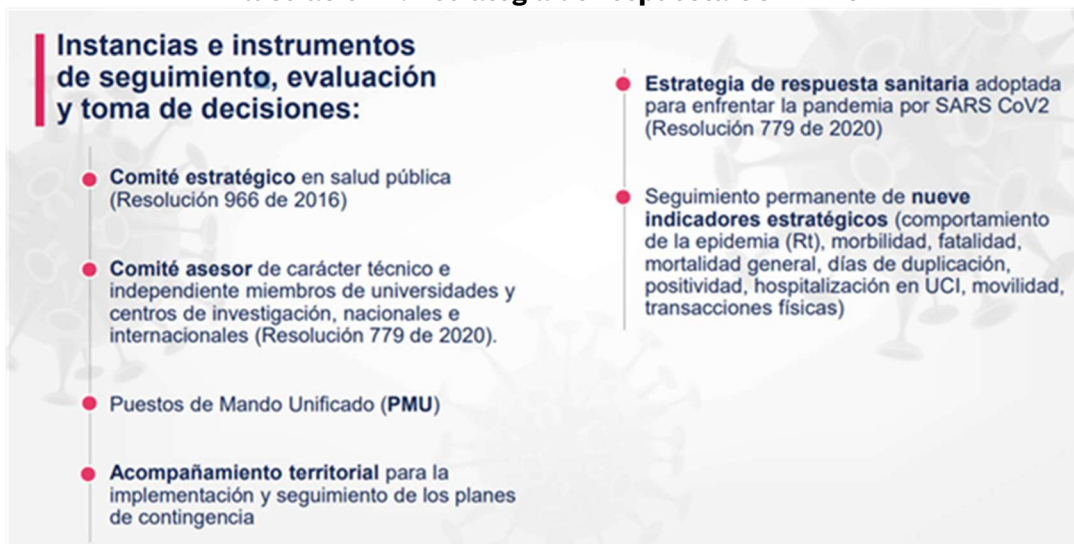 Instancias e instrumentos
de seguimiento, evaluación
y toma de decisiones:
Comité estratégico en salud pública
(Resolución 966 de 2016)
Comité asesor de carácter técnico e
independiente miembros de universidades y
centros de investigación, nacionales e
internacionales (Resolución 779 de 2020).
Puestos de Mando Unificado (PMU)
Acompañamiento territorial para la
implementación y seguimiento de los planes
de contingencia
Estrategia de respuesta sanitaria adoptada
para enfrentar la pandemia por SARS CoV2
(Resolución 779 de 2020)
Seguimiento permanente de nueve
indicadores estratégicos (comportamiento
de la epidemia (Rt), morbilidad, fatalidad,
mortalidad general, días de duplicación,
positividad, hospitalización en UCI, movilidad,
transacciones físicas)